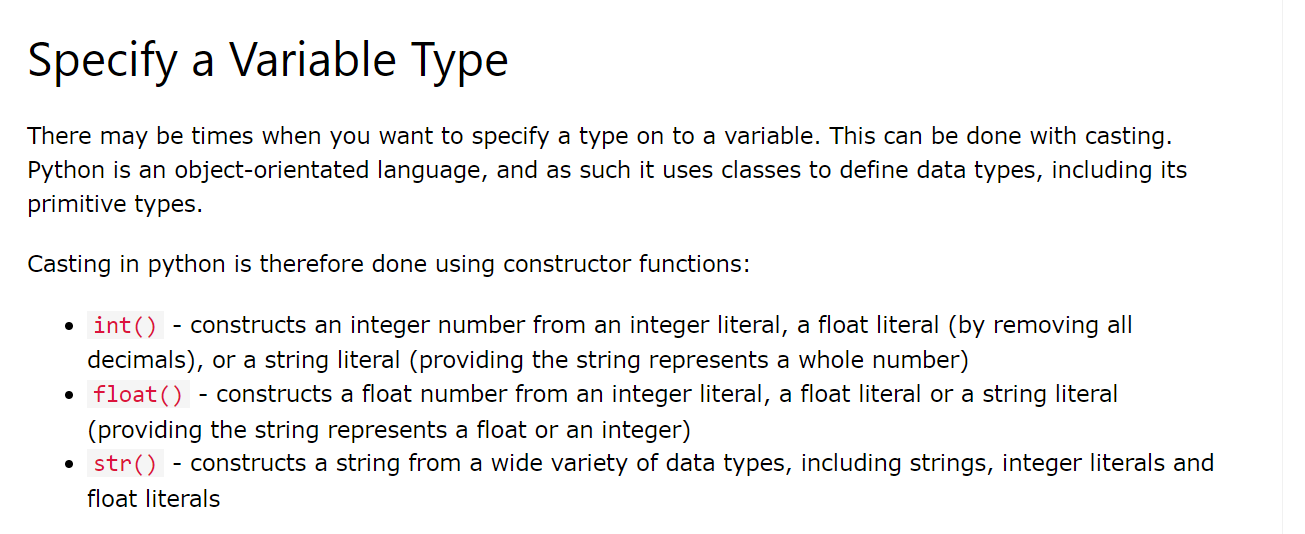 Specify a Variable Type
There may be times when you want to specify a type on to a variable. This can be done with casting.
Python is an object-orientated language, and as such it uses classes to define data types, including its
primitive types.
Casting in python is therefore done using constructor functions:
• int() - constructs an integer number from an integer literal, a float literal (by removing all
decimals), or a string literal (providing the string represents a whole number)
• float() - constructs a float number from an integer literal, a float literal or a string literal
(providing the string represents a float or an integer)
• str() - constructs a string from a wide variety of data types, including strings, integer literals and
float literals